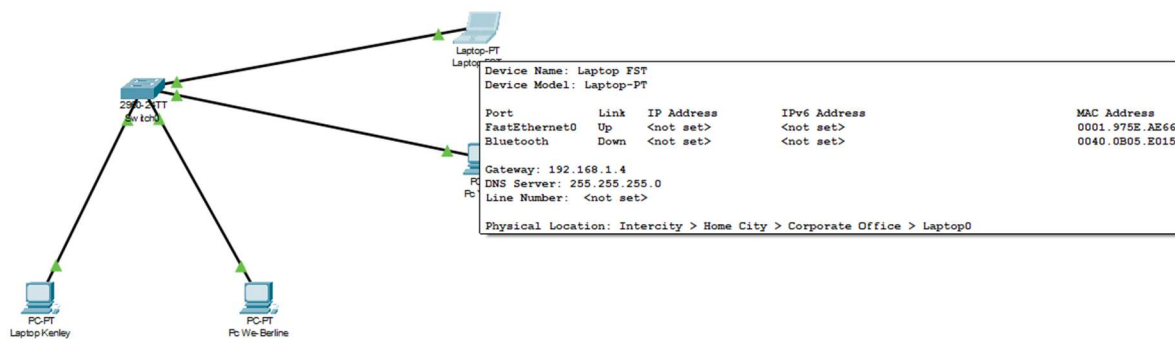 Laptop-PT
Laptop FST
2960-24TT
Switch0
Device Name: Laptop FST
Device Model: Laptop-PT
Port Link IP Address IPv6 Address MAC Address
FastEthernet0 Up <not set> <not set> 0001.975E.AE66
Bluetooth Down <not set> <not set> 0040.0B05.E015
Gateway: 192.168.1.4
DNS Server: 255.255.255.0
Line Number: <not set>
Physical Location: Intercity > Home City > Corporate Office > Laptop0
Pc
PC-PT
Laptop Kenley
PC-PT
Pc We-Berline